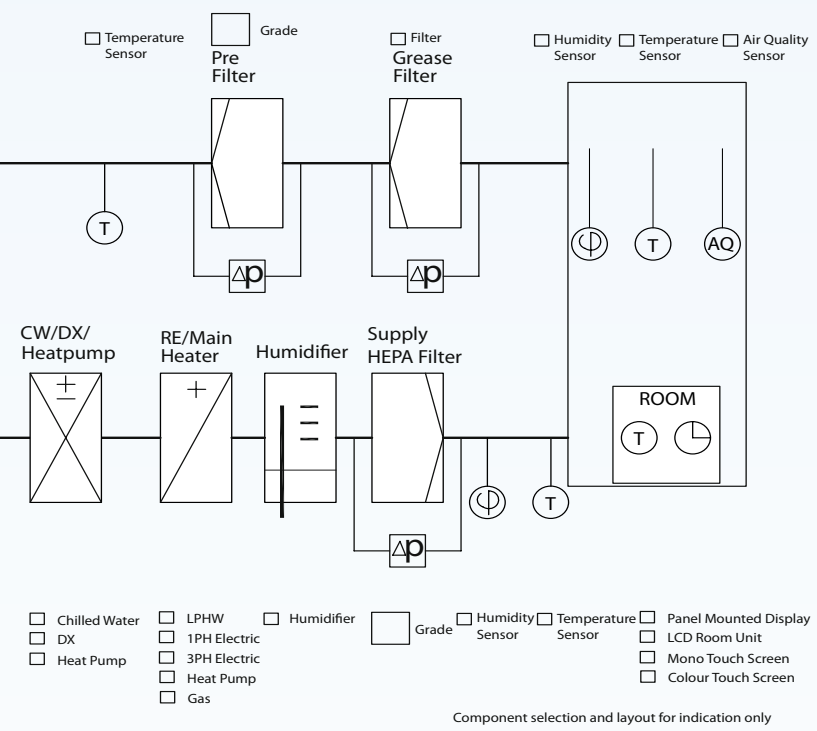 Temperature
Sensor
Grade
Pre
Filter
Filter
Grease
Filter
Humidity
Sensor
Temperature
Sensor
Air Quality
Sensor
T
Δp
Δp
φ
T
AQ
CW/DX/
Heatpump
RE/Main
Heater
Humidifier
Supply
HEPA Filter
+
−
+
ROOM
T
φ
T
Δp
Chilled Water
DX
Heat Pump
LPHW
1PH Electric
3PH Electric
Heat Pump
Gas
Humidifier
Grade
Humidity
Sensor
Temperature
Sensor
Panel Mounted Display
LCD Room Unit
Mono Touch Screen
Colour Touch Screen
Component selection and layout for indication only